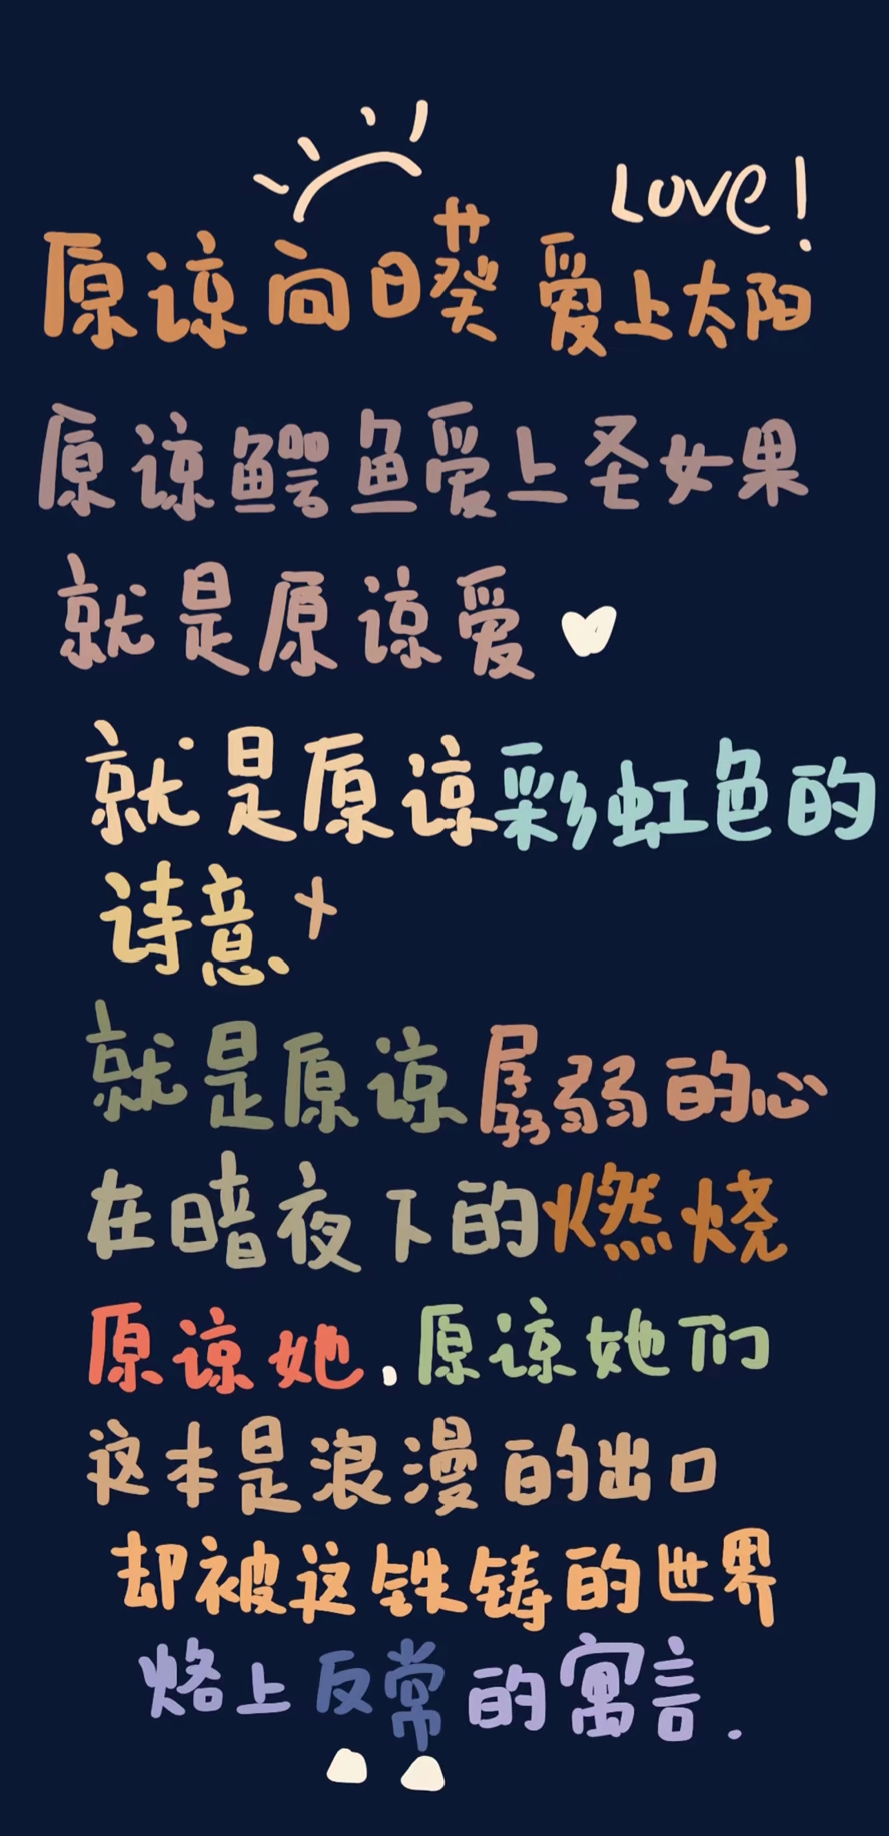 LOVE!
原谅向日葵 爱上太阳
原谅鳄鱼爱上圣女果
就是原谅爱
就是原谅彩虹色的
诗意
就是原谅孱弱的心
在暗夜下的燃烧
原谅她.原谅她们
这本是浪漫的出口
却被这铁铸的世界
烙上反常的寓言.